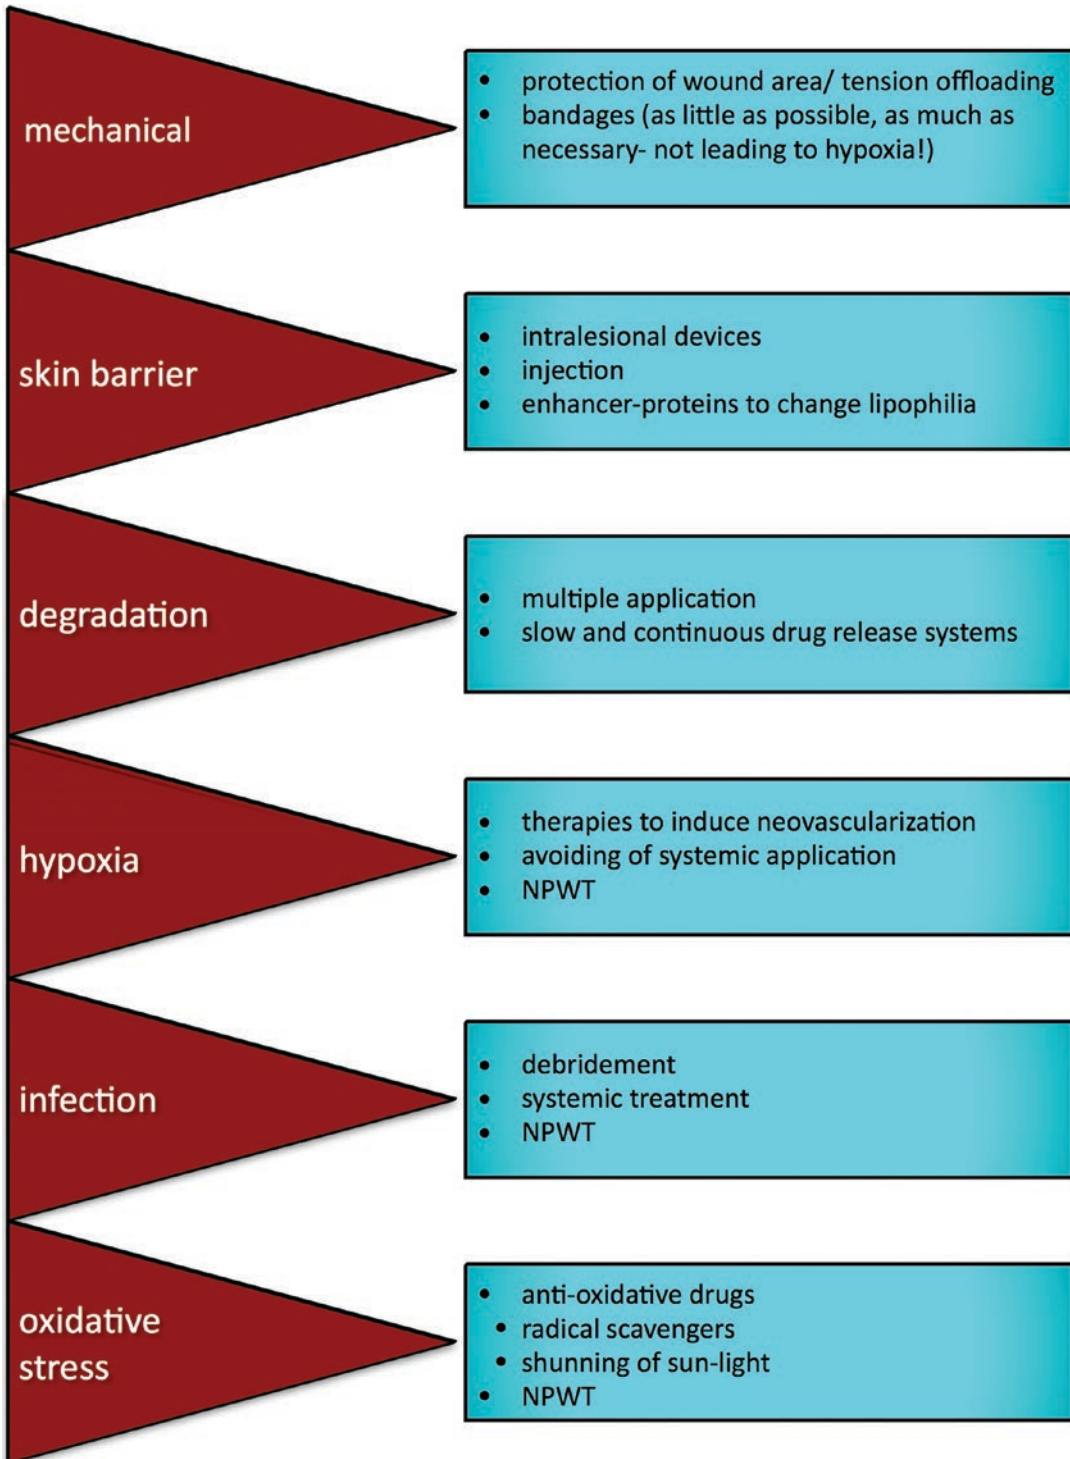 mechanical
• protection of wound area/ tension offloading
• bandages (as little as possible, as much as
necessary- not leading to hypoxia!)
skin barrier
• intralesional devices
• injection
• enhancer-proteins to change lipophilia
degradation
• multiple application
• slow and continuous drug release systems
hypoxia
• therapies to induce neovascularization
• avoiding of systemic application
• NPWT
infection
• debridement
• systemic treatment
• NPWT
oxidative
stress
• anti-oxidative drugs
• radical scavengers
• shunning of sun-light
• NPWT